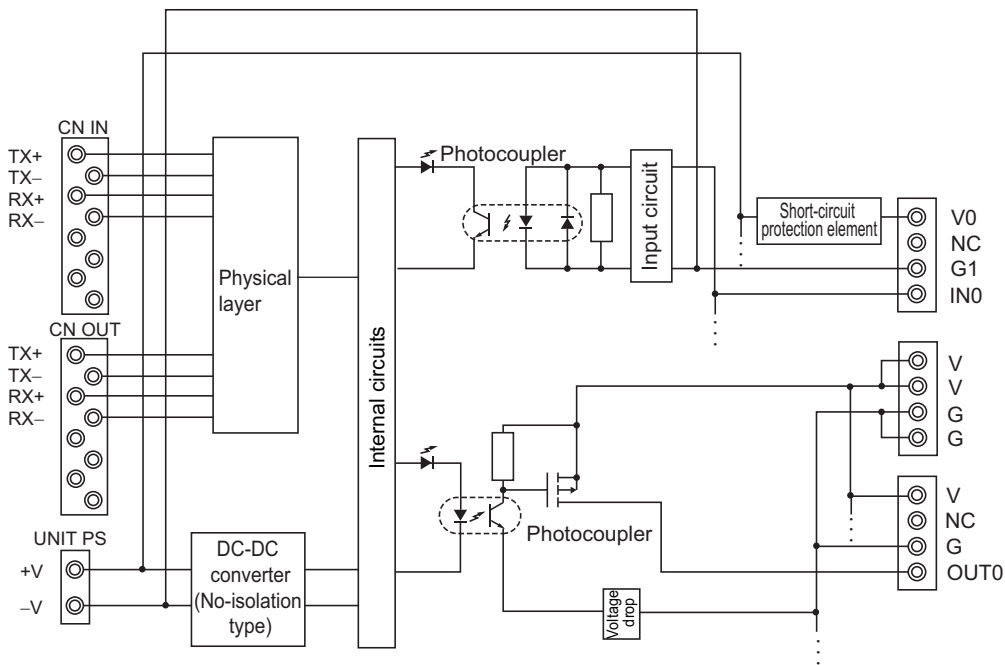 CN IN
TX+
TX−
RX+
RX−
CN OUT
TX+
TX−
RX+
RX−
UNIT PS
+V
−V
Physical
layer
DC-DC
converter
(No-isolation
type)
Internal circuits
Photocoupler
Input circuit
Short-circuit
protection element
V0
NC
G1
IN0
V
V
G
G
Photocoupler
Voltage
drop
V
NC
G
OUT0